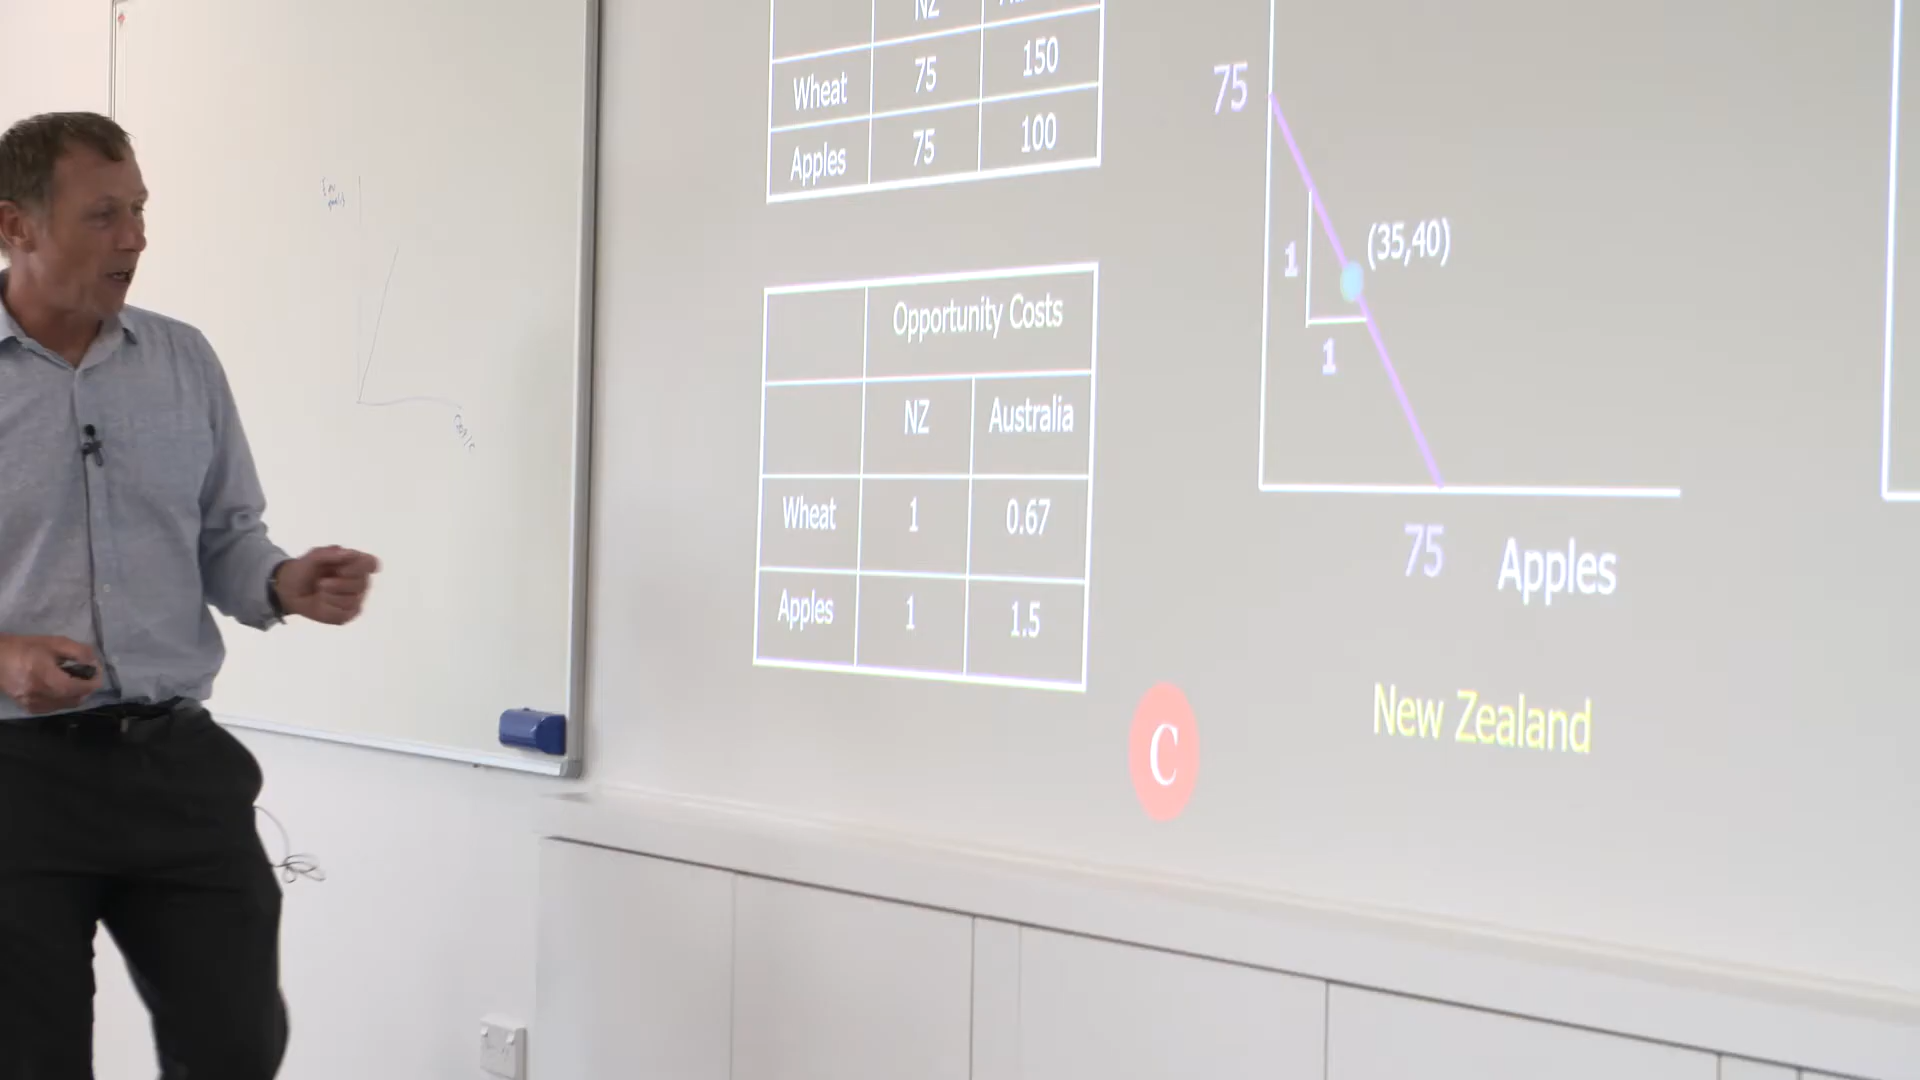 NZ
Wheat 75 150
Apples 75 100
Opportunity Costs
NZ Australia
Wheat 1 0.67
Apples 1 1.5
75
(35,40)
1
1
75 Apples
New Zealand
C